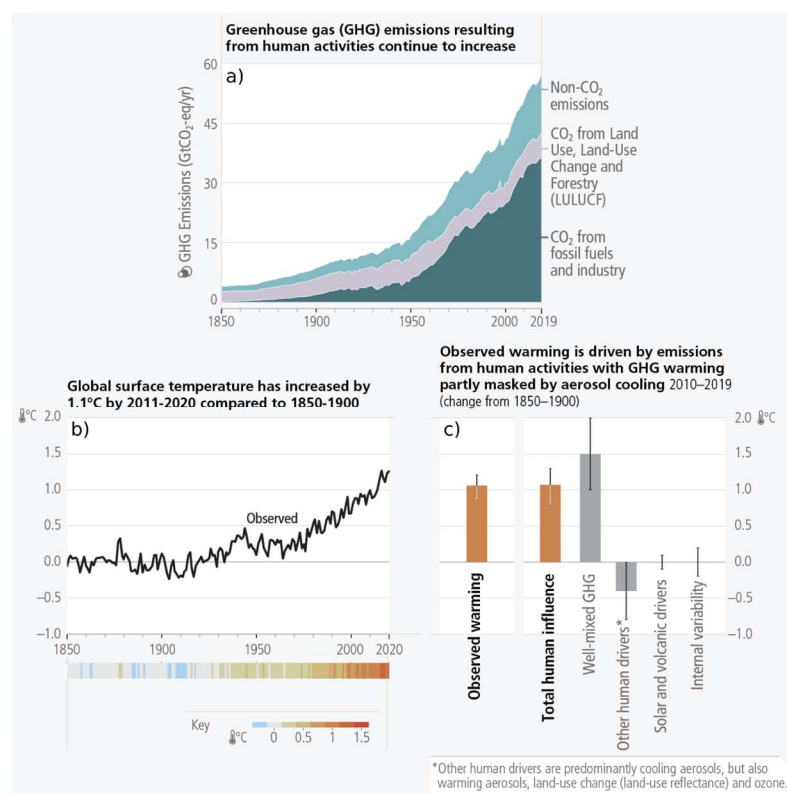 Greenhouse gas (GHG) emissions resulting
from human activities continue to increase
a)
GHG Emissions (GtCO₂-eq/yr)
60
45
30
15
0
1850
1900
1950
2000
2019
Non-CO₂
emissions
CO₂ from Land
Use, Land-Use
Change and
Forestry
(LULUCF)
CO₂ from
fossil fuels
and industry
Global surface temperature has increased by
1.1°C by 2011-2020 compared to 1850-1900
°C
b)
2.0
1.5
1.0
0.5
0.0
−0.5
−1.0
Observed
1850
1900
1950
2000
2020
Key
°C
0
0.5
1
1.5
Observed warming is driven by emissions
from human activities with GHG warming
partly masked by aerosol cooling 2010–2019
(change from 1850–1900)
c)
2.0 °C
1.5
1.0
0.5
0.0
−0.5
−1.0
Observed warming
Total human influence
Well-mixed GHG
Other human drivers*
Solar and volcanic drivers
Internal variability
*Other human drivers are predominantly cooling aerosols, but also
warming aerosols, land-use change (land-use reflectance) and ozone.